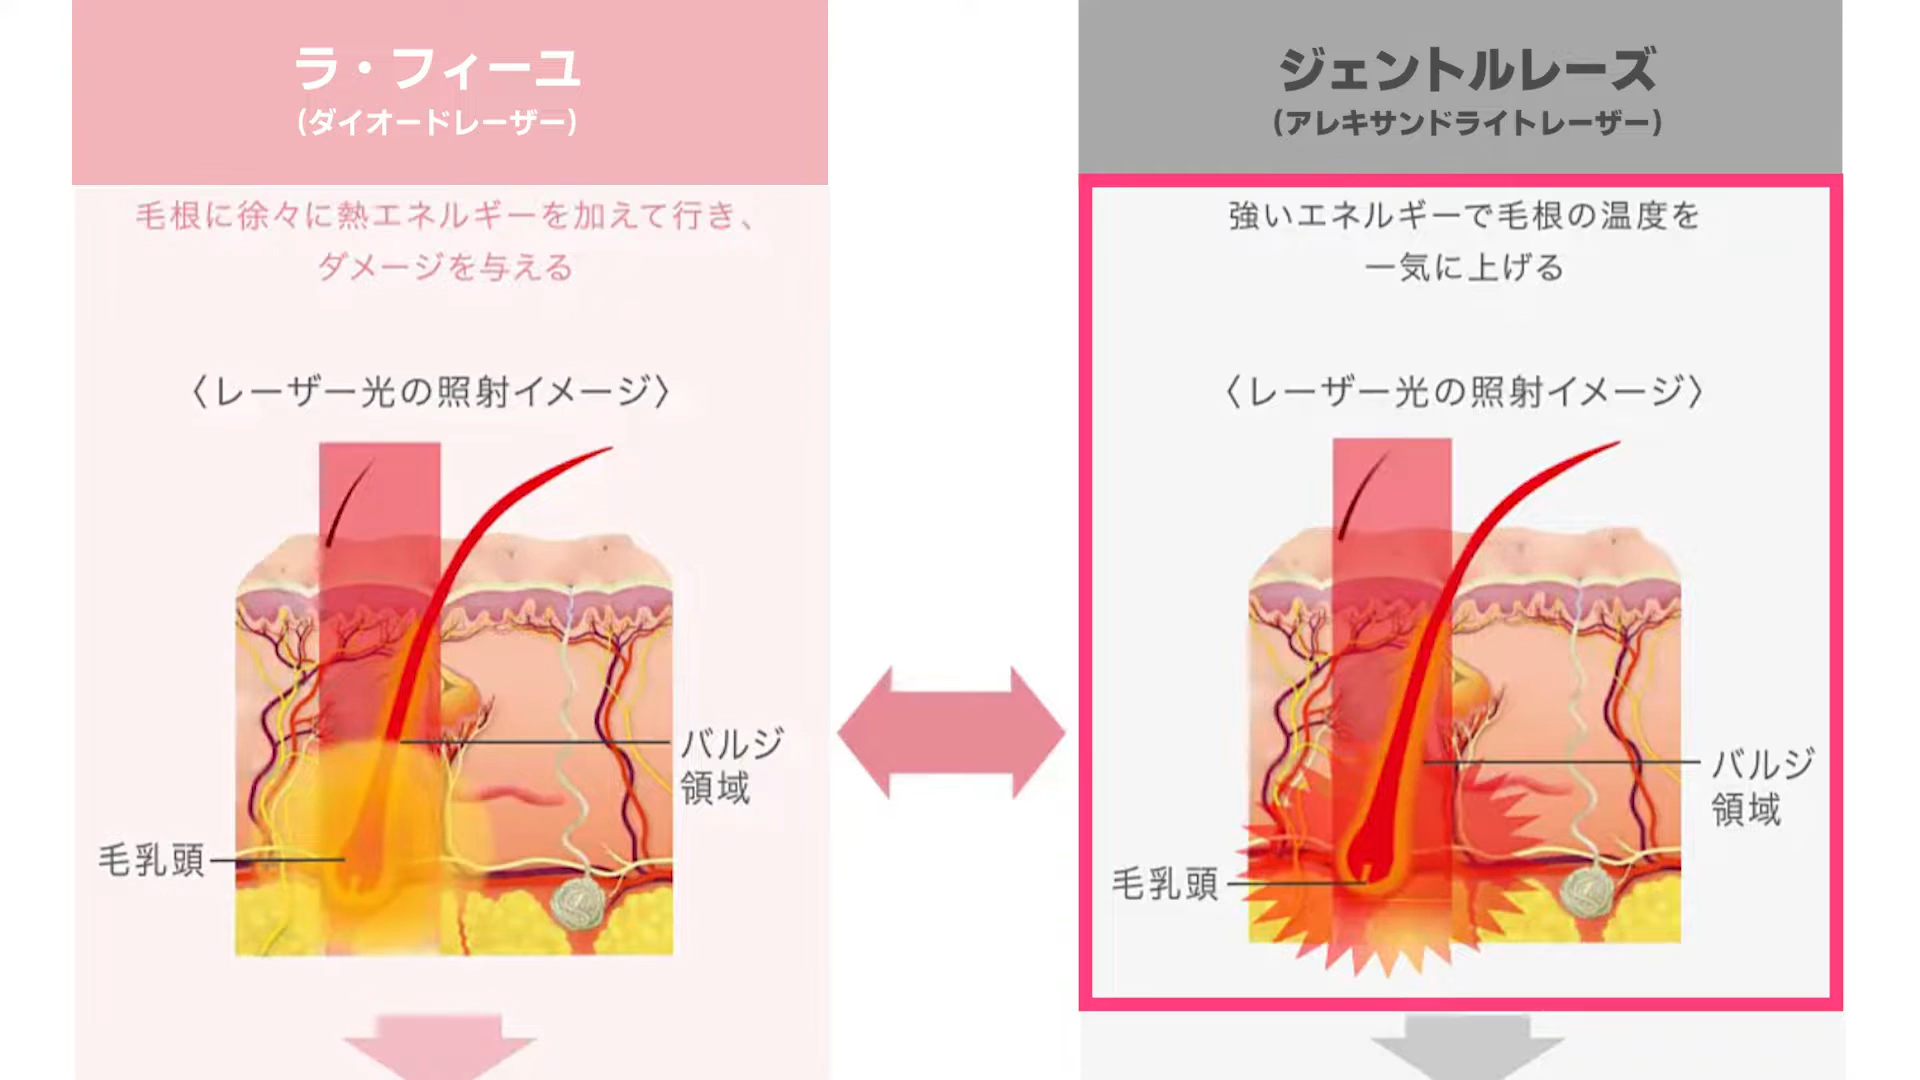 ラ・フィーユ
(ダイオードレーザー)
毛根に徐々に熱エネルギーを加えて行き、
ダメージを与える
〈レーザー光の照射イメージ〉
バルジ
領域
毛乳頭
ジェントルレーズ
(アレキサンドライトレーザー)
強いエネルギーで毛根の温度を
一気に上げる
〈レーザー光の照射イメージ〉
バルジ
領域
毛乳頭